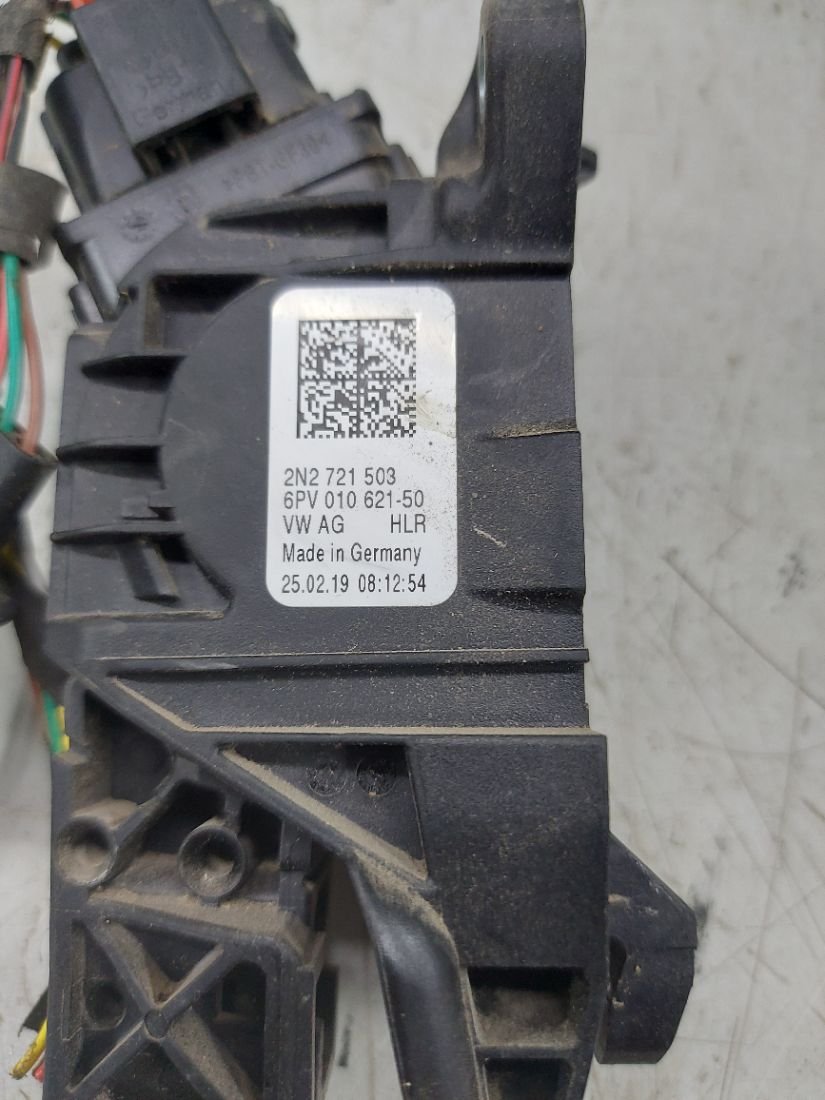 2N2 721 503
6PV 010 621-50
VW AG HLR
Made in Germany
25.02.19 08:12:54